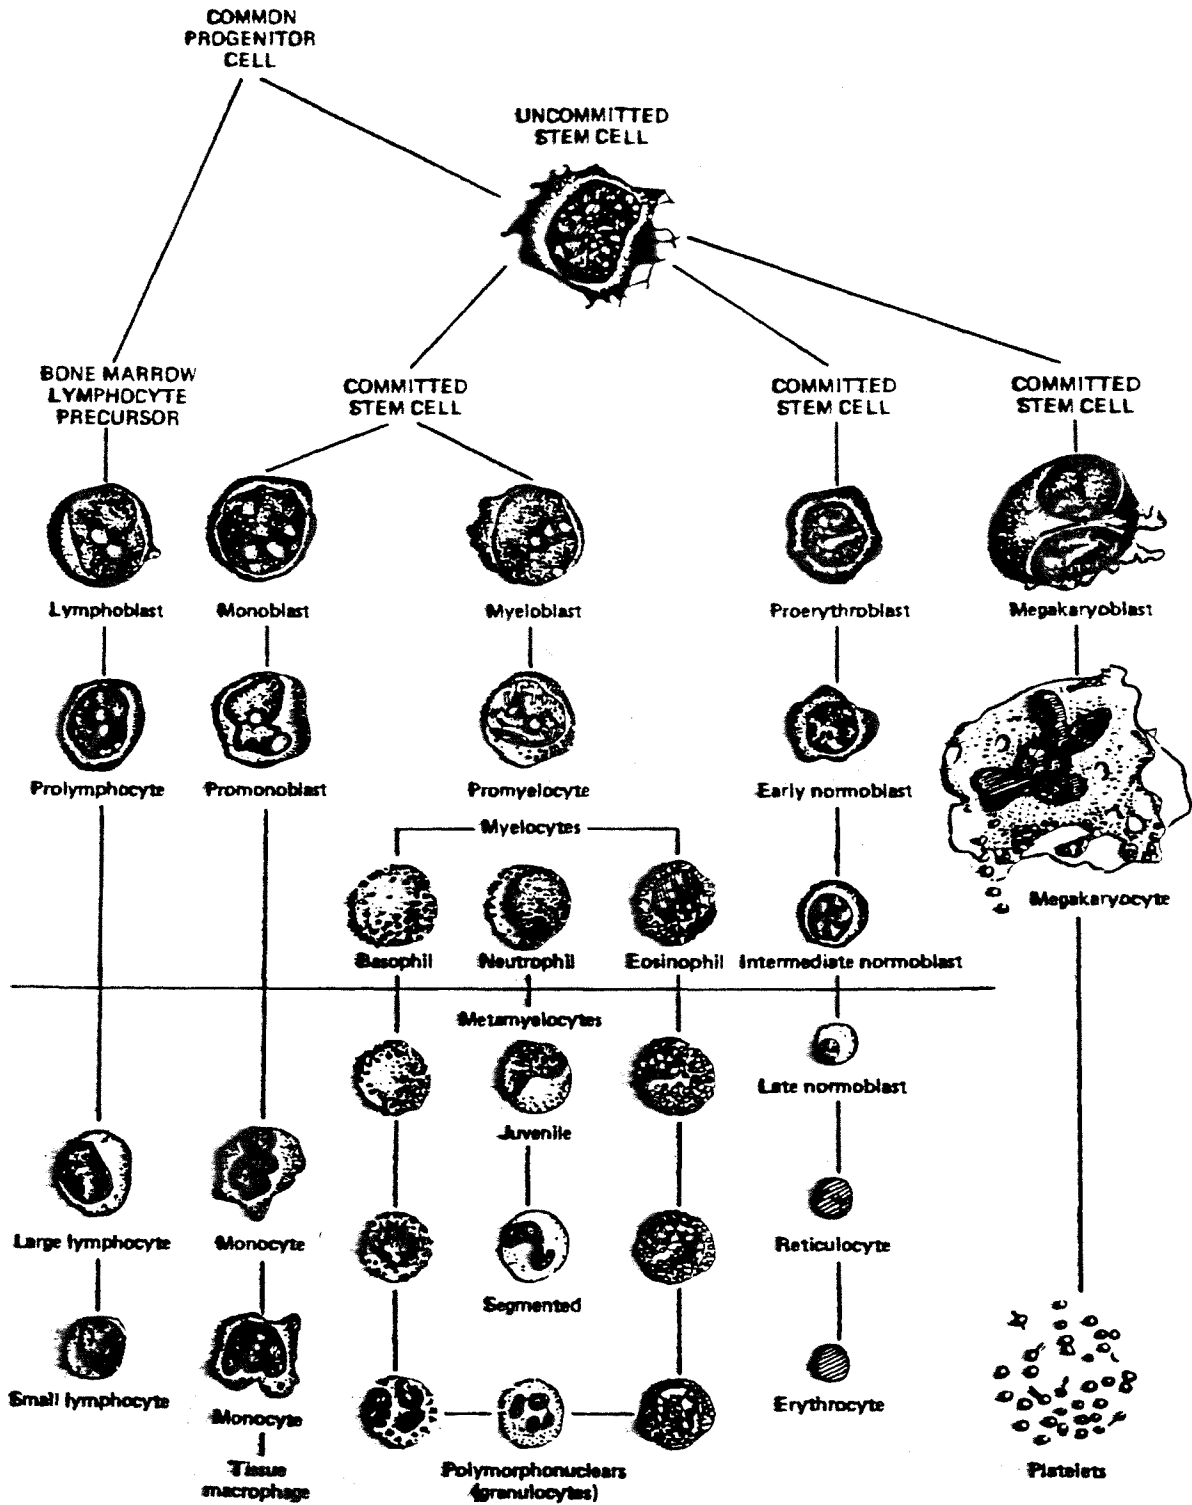 COMMON
PROGENITOR
CELL
UNCOMMITTED
STEM CELL
BONE MARROW
LYMPHOCYTE
PRECURSOR
COMMITTED
STEM CELL
COMMITTED
STEM CELL
COMMITTED
STEM CELL
Lymphoblast
Monoblast
Myeloblast
Proerythroblast
Megakaryoblast
Prolymphocyte
Promonoblast
Promyelocyte
Early normoblast
Myelocytes
Megakaryocyte
Basophil
Neutrophil
Eosinophil
Intermediate normoblast
Metamyelocytes
Late normoblast
Juvenile
Large lymphocyte
Monocyte
Reticulocyte
Segmented
Small lymphocyte
Monocyte
Erythrocyte
Tissue
macrophage
Polymorphonuclears
(granulocytes)
Platelets